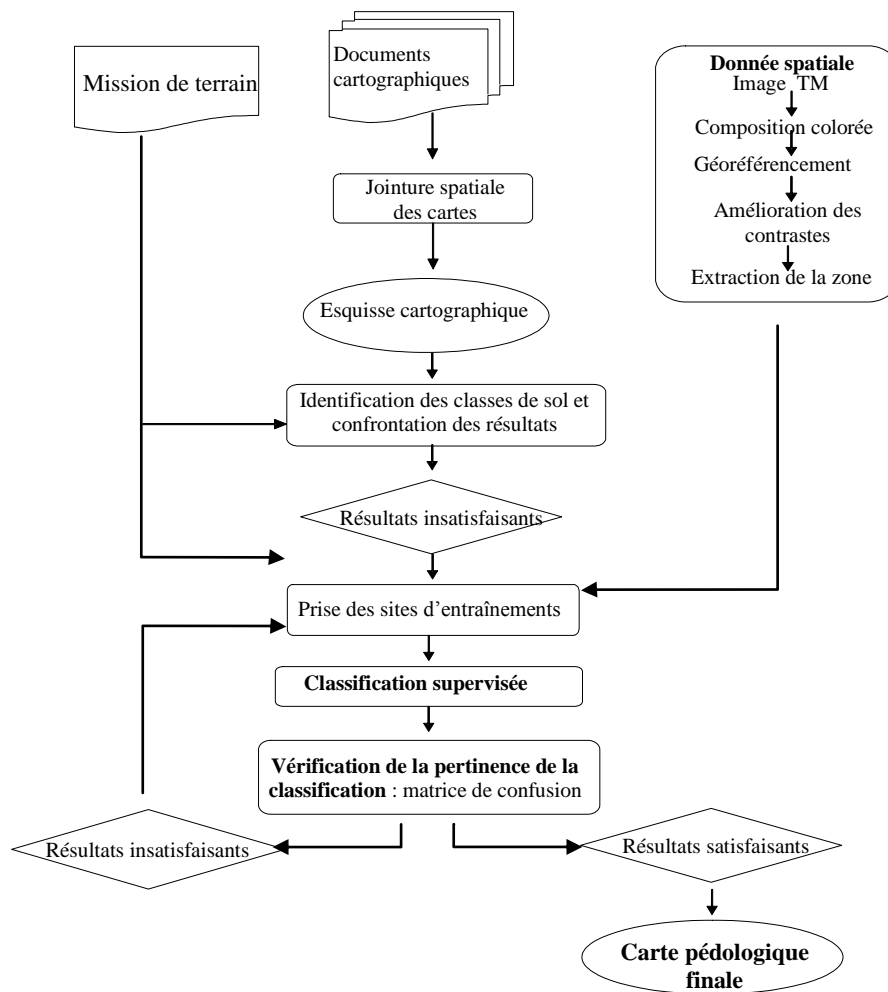 Mission de terrain
Documents
cartographiques
Donnée spatiale
Image TM
Composition colorée
Géoréférencement
Amélioration des
contrastes
Extraction de la zone
Jointure spatiale
des cartes
Esquisse cartographique
Identification des classes de sol et
confrontation des résultats
Résultats insatisfaisants
Prise des sites d’entraînements
Classification supervisée
Vérification de la pertinence de la
classification : matrice de confusion
Résultats insatisfaisants
Résultats satisfaisants
Carte pédologique
finale